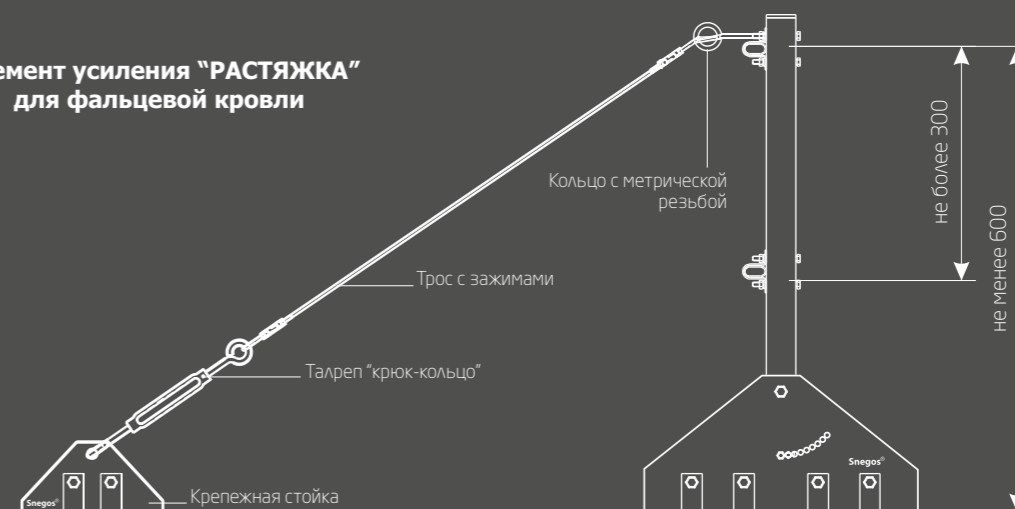 емент усиления “РАСТЯЖКА”
для фальцевой кровли
Кольцо с метрической
резьбой
Трос с зажимами
Талреп “крюк-кольцо”
Крепежная стойка
Snegos®
Snegos®
не более 300
не менее 600